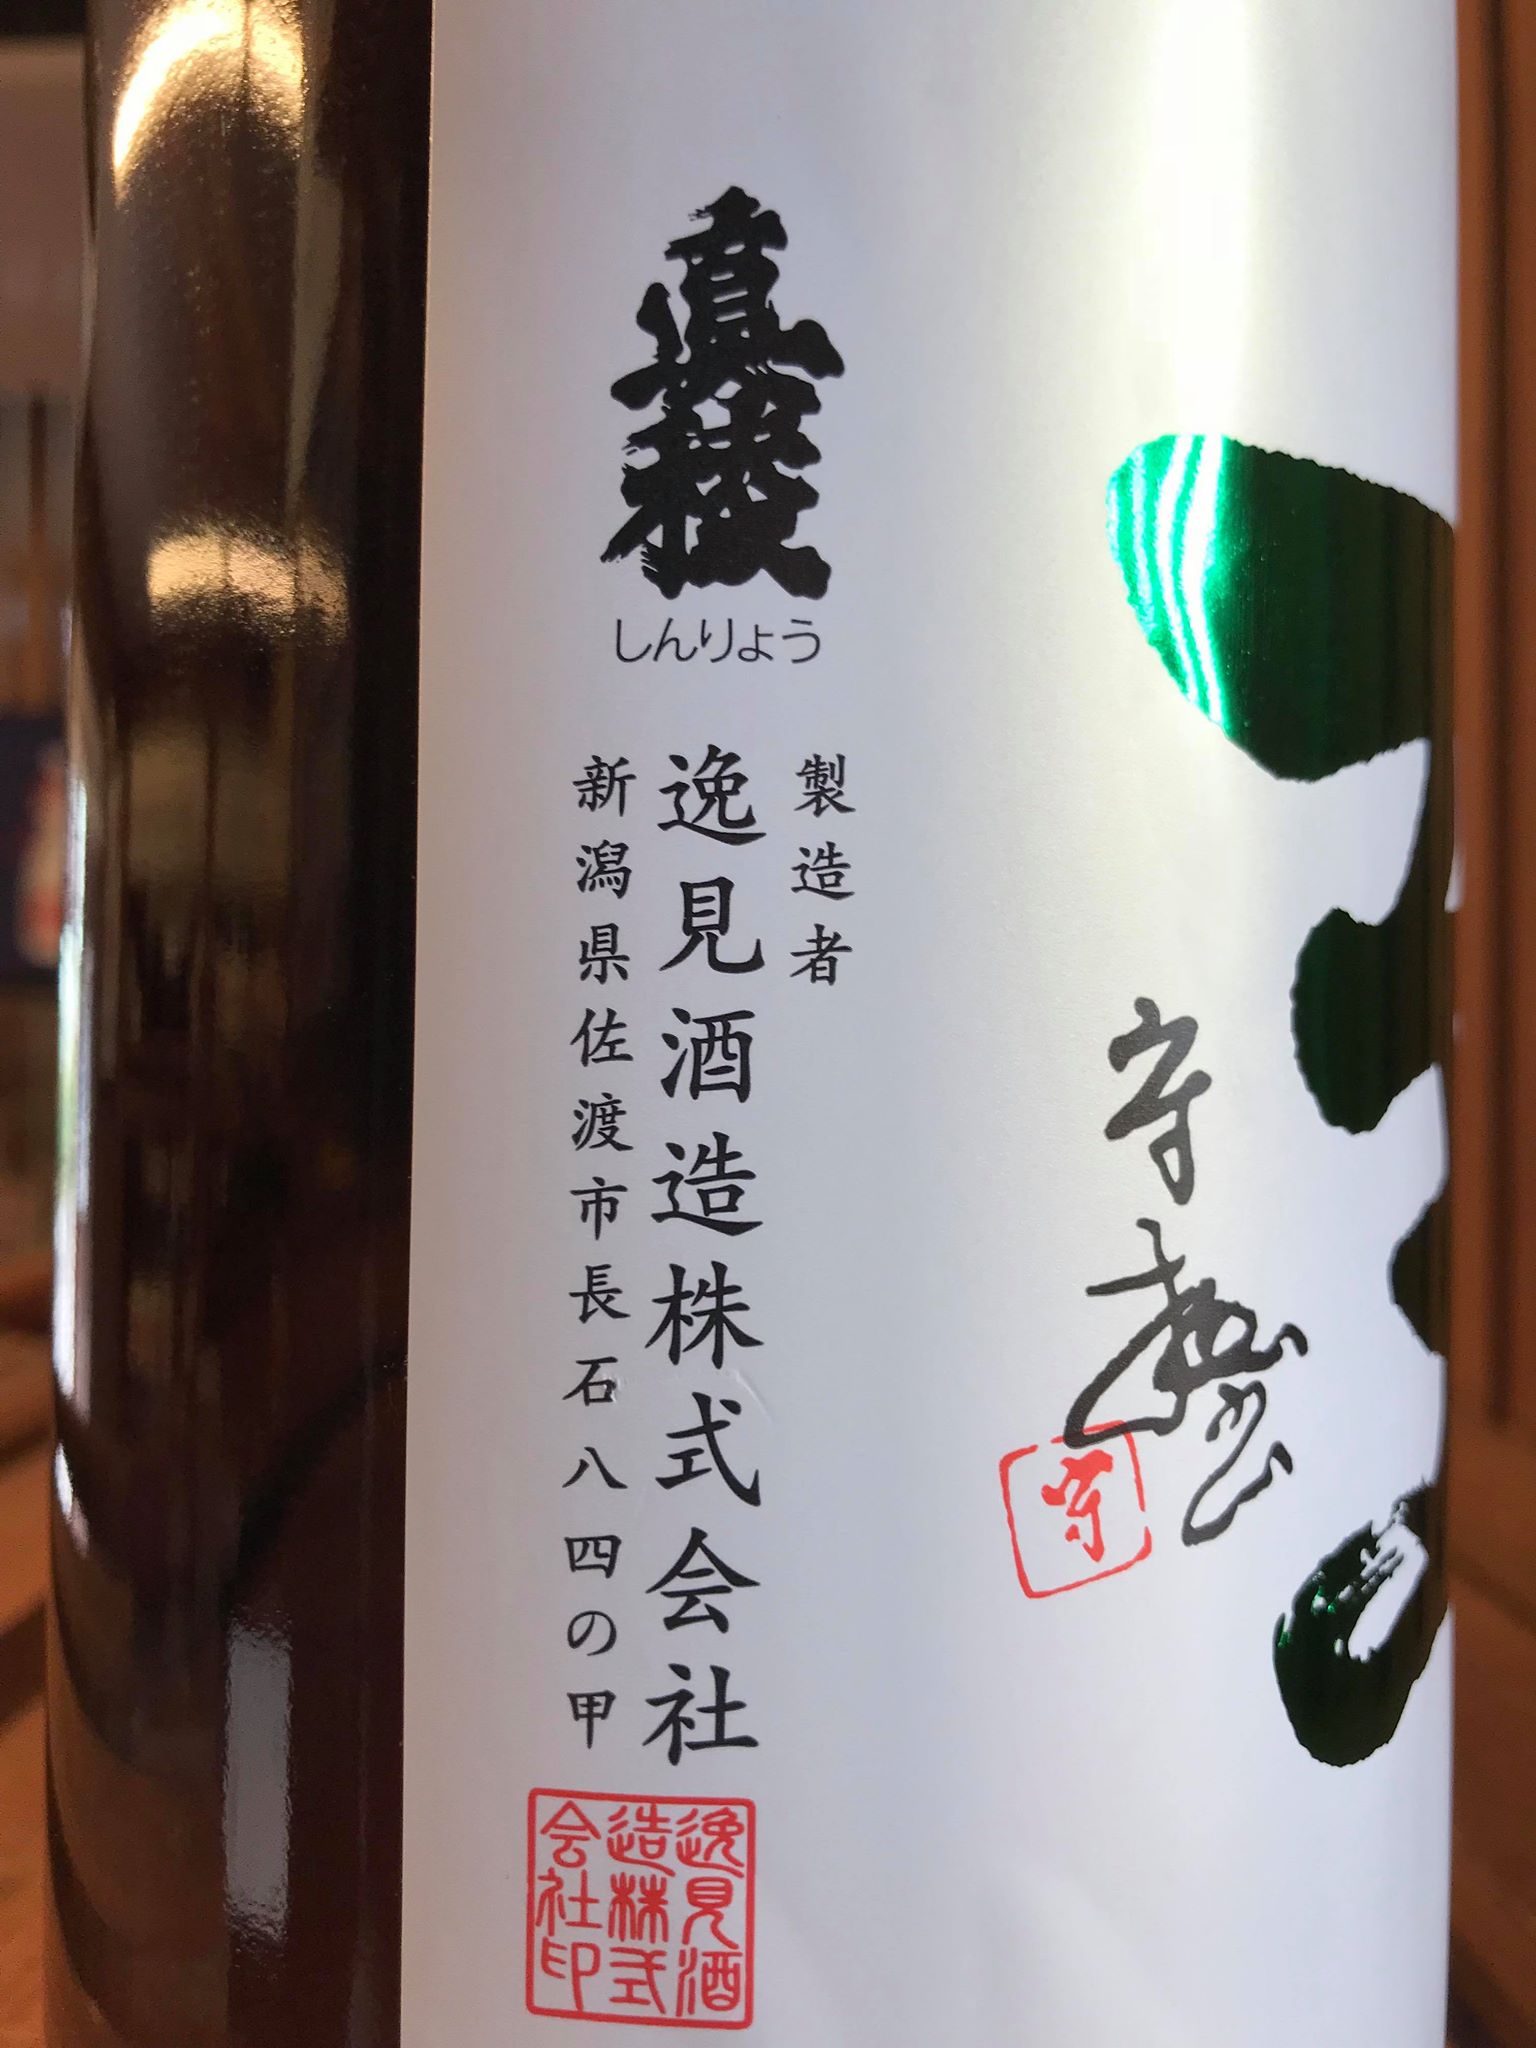 真稜
しんりょう
製造者
逸見酒造株式会社
新潟県佐渡市長石八四の甲
守
逸見酒
造株式
会社印